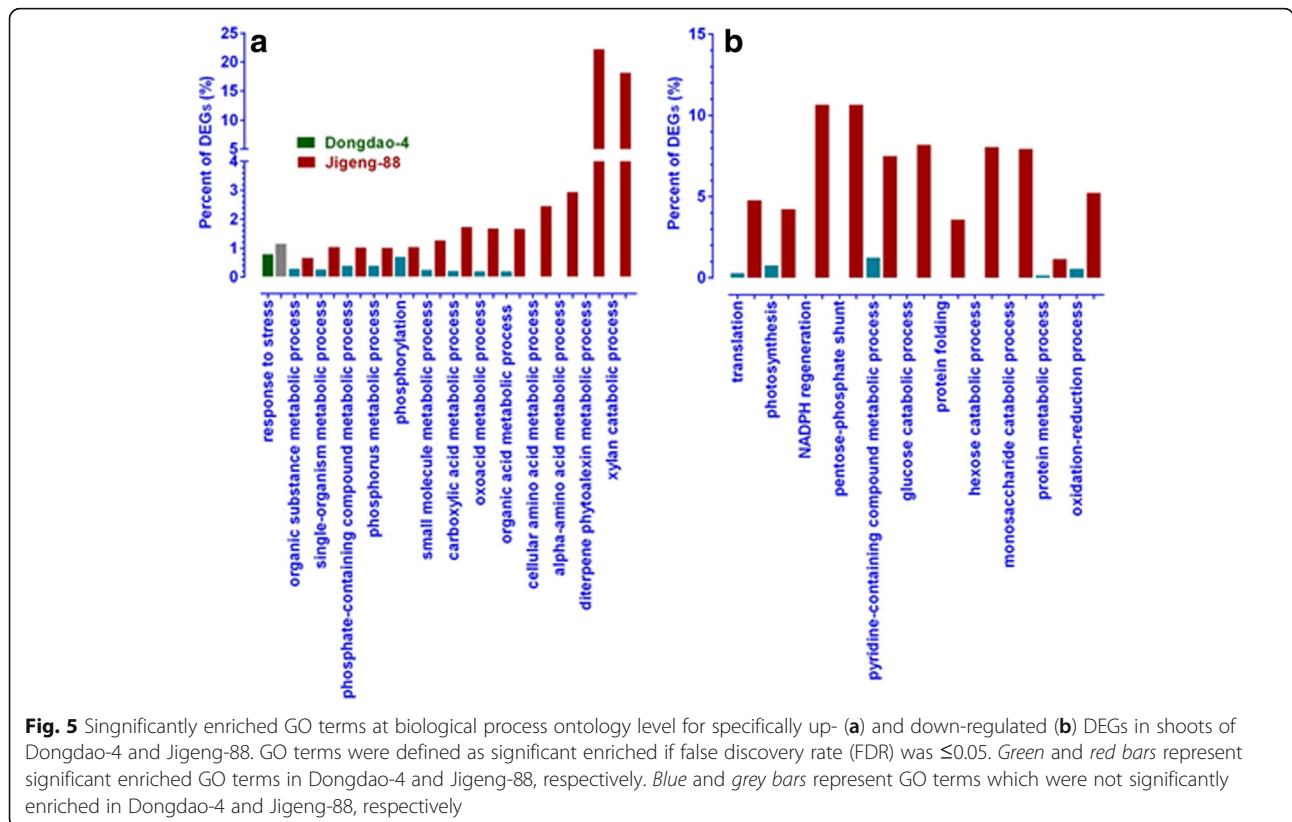 a
Percent of DEGs (%)
25
20
15
10
5
4
3
2
1
0
Dongdao-4
Jigeng-88
response to stress
organic substance metabolic process
single-organism metabolic process
phosphate-containing compound metabolic process
phosphorus metabolic process
phosphorylation
small molecule metabolic process
carboxylic acid metabolic process
oxoacid metabolic process
organic acid metabolic process
cellular amino acid metabolic process
alpha-amino acid metabolic process
diterpene phytoalexin metabolic process
xylan catabolic process
b
Percent of DEGs (%)
15
10
5
0
translation
photosynthesis
NADPH regeneration
pentose-phosphate shunt
pyridine-containing compound metabolic process
glucose catabolic process
protein folding
hexose catabolic process
monosaccharide catabolic process
protein metabolic process
oxidation-reduction process
Fig. 5 Singnificantly enriched GO terms at biological process ontology level for specifically up- (a) and down-regulated (b) DEGs in shoots of
Dongdao-4 and Jigeng-88. GO terms were defined as significant enriched if false discovery rate (FDR) was ≤0.05. Green and red bars represent
significant enriched GO terms in Dongdao-4 and Jigeng-88, respectively. Blue and grey bars represent GO terms which were not significantly
enriched in Dongdao-4 and Jigeng-88, respectively